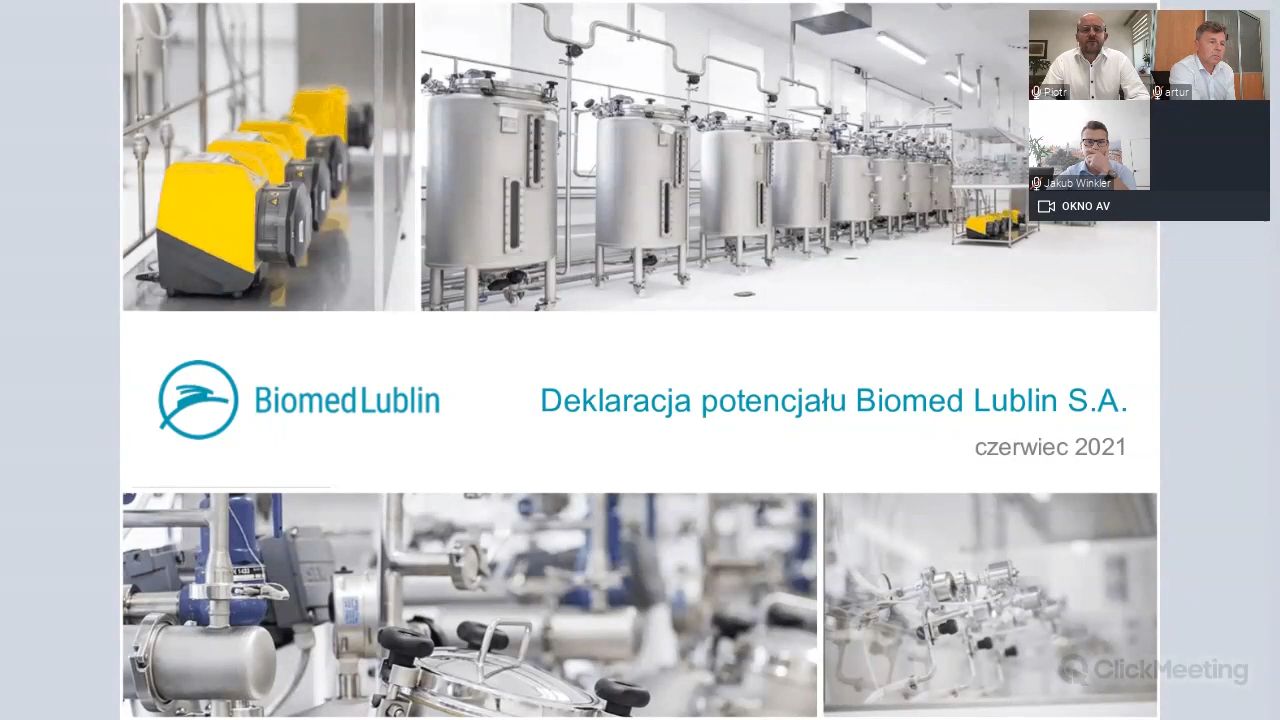 Piotr
artur
Jakub Winkler
OKNO AV
Biomed Lublin
Deklaracja potencjału Biomed Lublin S.A.
czerwiec 2021
ClickMeeting